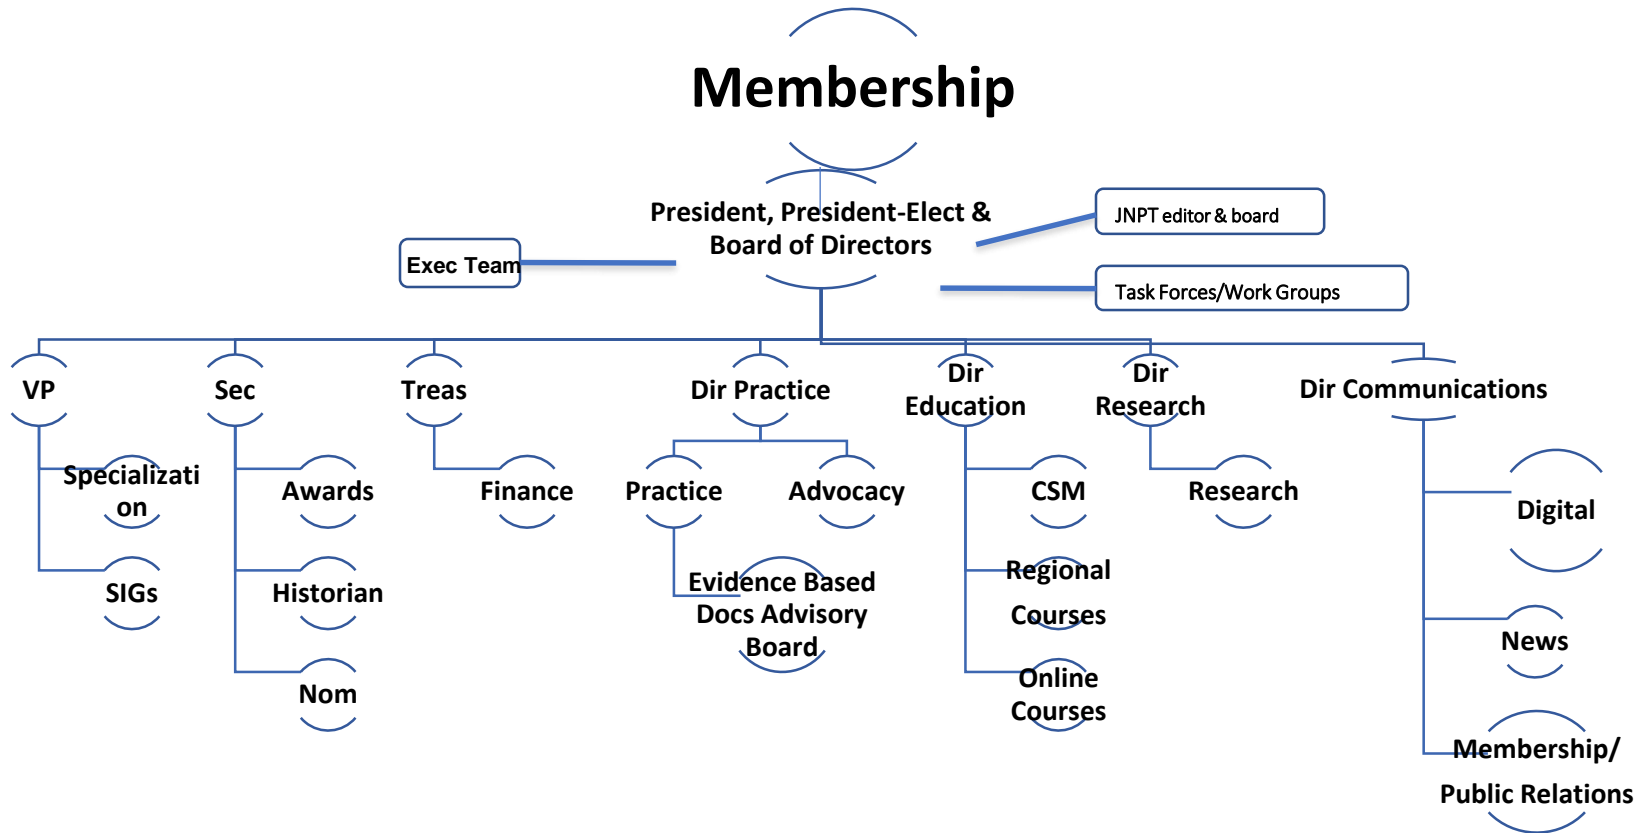 Membership
President, President-Elect &
Board of Directors
JNPT editor & board
Exec Team
Task Forces/Work Groups
VP
Sec
Treas
Dir Practice
Dir
Education
Dir
Research
Dir Communications
Specializati
on
Awards
Finance
Practice
Advocacy
CSM
Research
Digital
SIGs
Historian
Evidence Based
Docs Advisory
Board
Regional
Courses
News
Nom
Online
Courses
Membership/
Public Relations